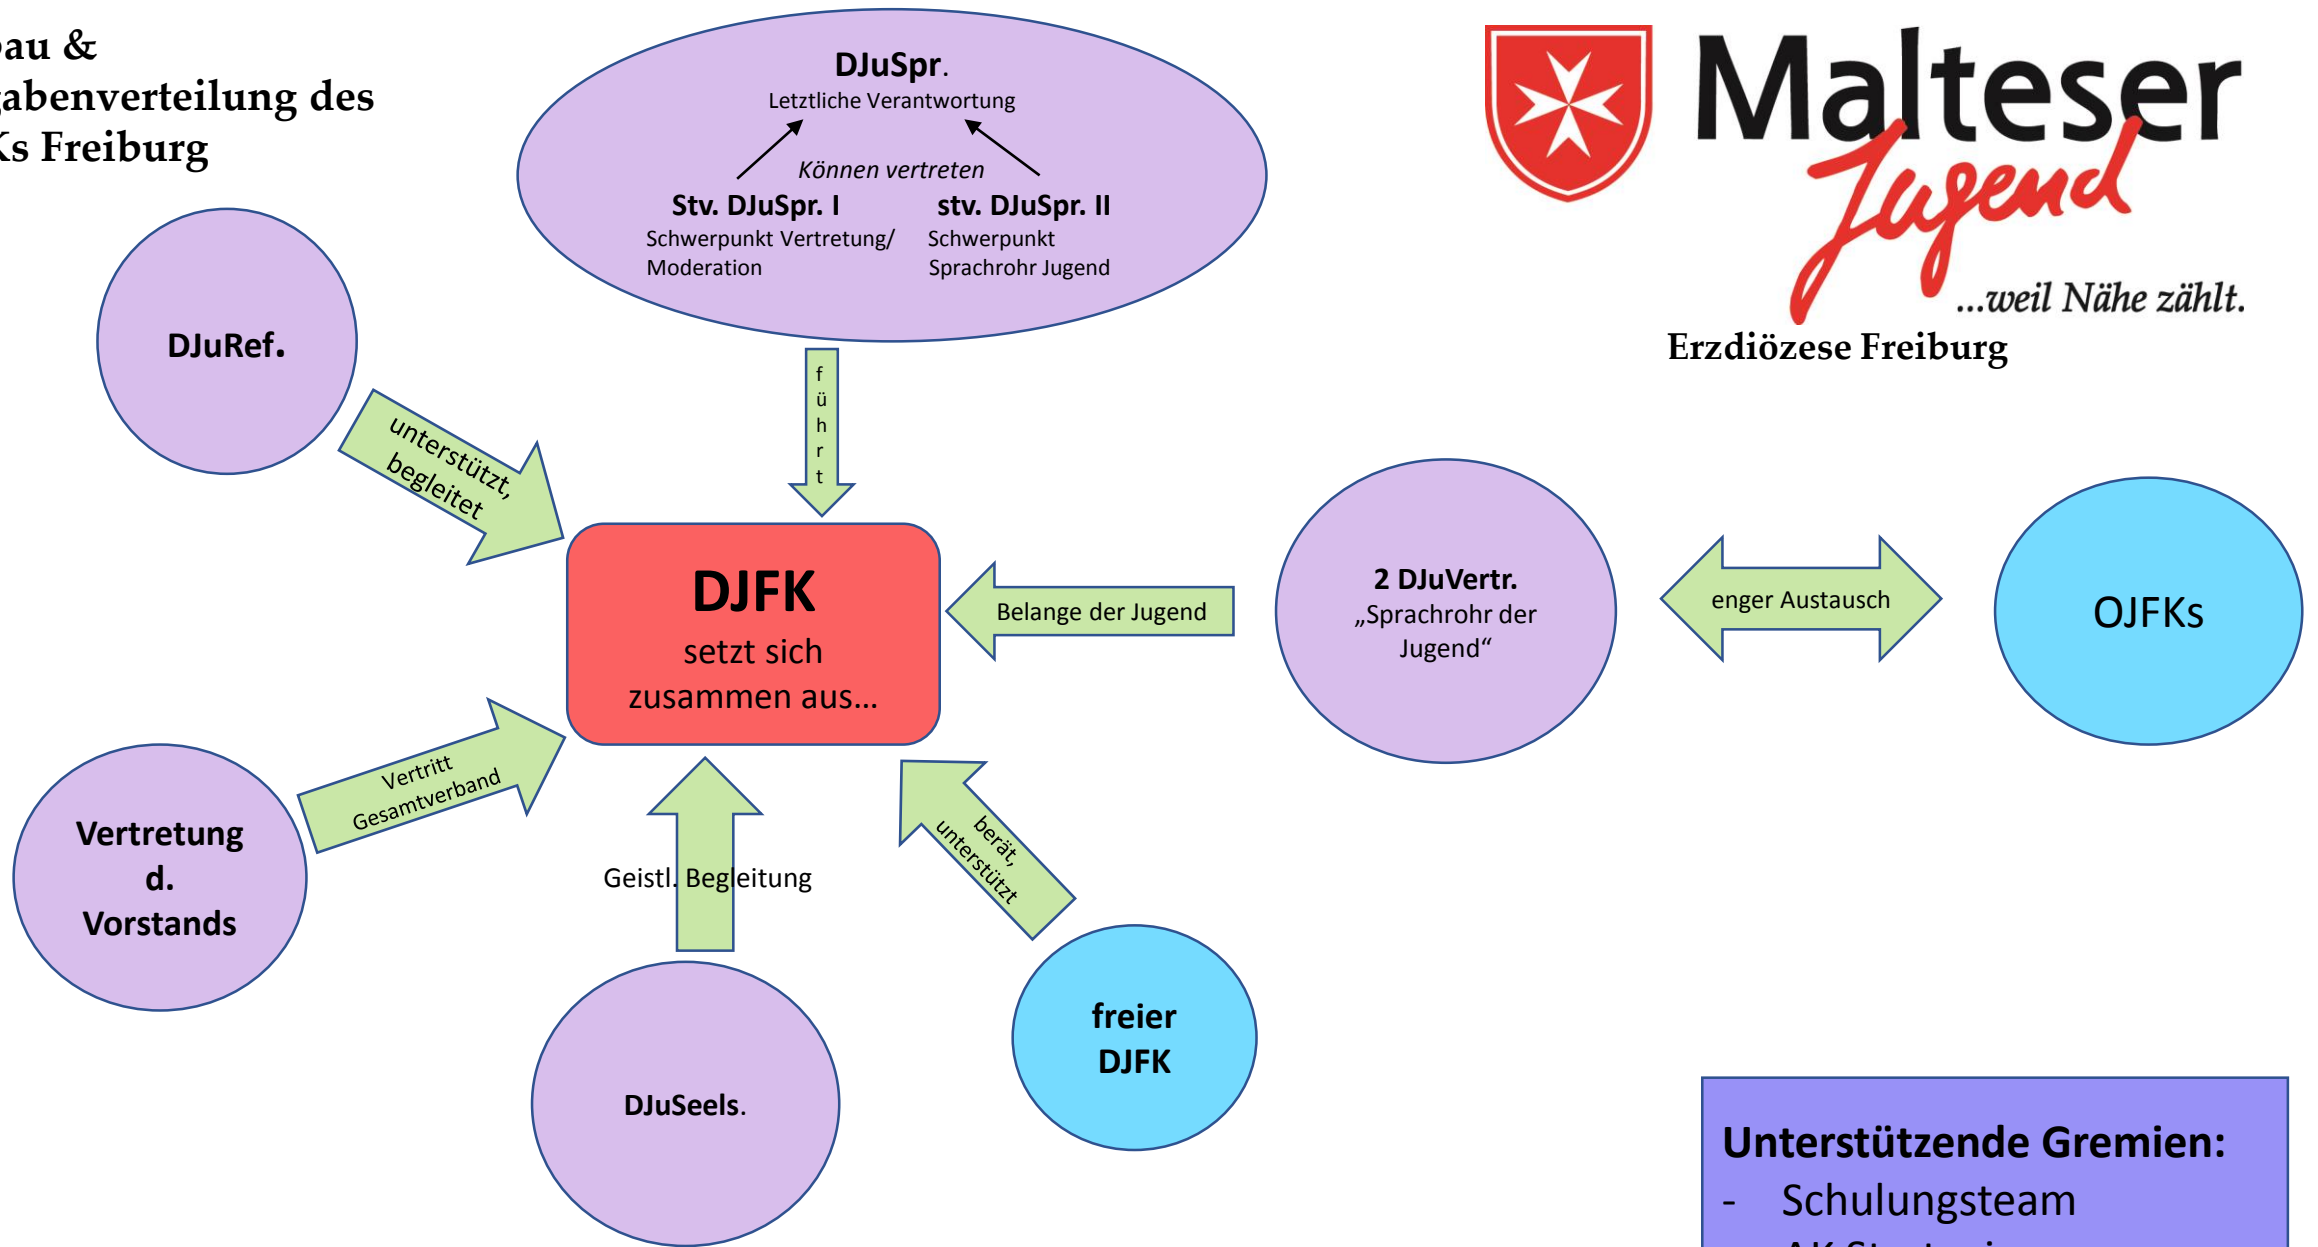 bau &
gabenverteilung des
Ks Freiburg
DJuSpr.
Letztliche Verantwortung
Können vertreten
Stv. DJuSpr. I
Schwerpunkt Vertretung/
Moderation
stv. DJuSpr. II
Schwerpunkt
Sprachrohr Jugend
Malteser
Jugend
...weil Nähe zählt.
Erzdiözese Freiburg
DJuRef.
unterstützt,
begleitet
führt
DJFK
setzt sich
zusammen aus...
Belange der Jugend
2 DJuVertr.
„Sprachrohr der
Jugend“
enger Austausch
OJFKs
Vertretung
d.
Vorstands
Vertritt
Gesamtverband
Geistl. Begleitung
berät,
unterstützt
DJuSeels.
freier
DJFK
Unterstützende Gremien:
- Schulungsteam